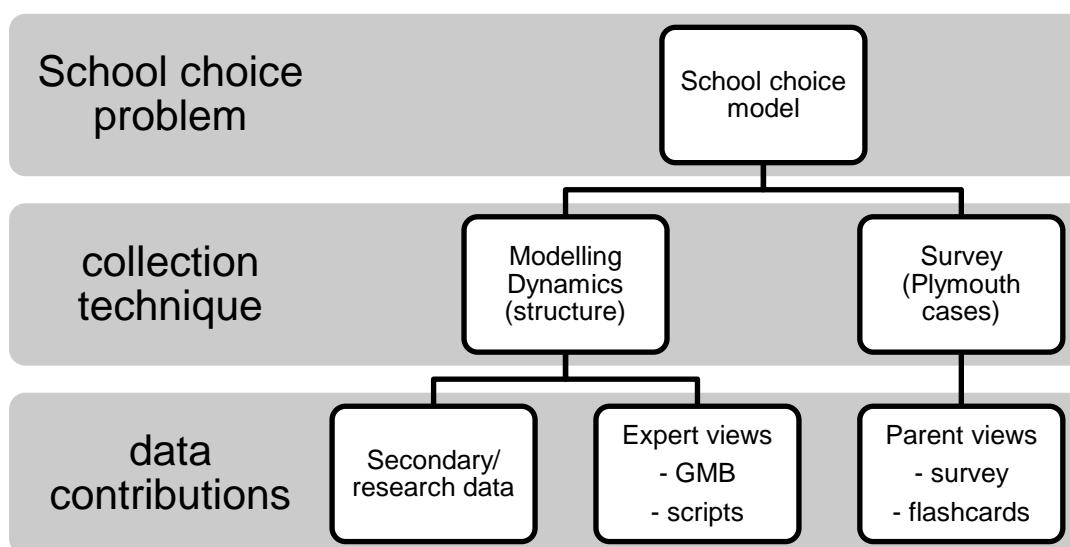 School choice
problem
School choice
model
collection
technique
Modelling
Dynamics
(structure)
Survey
(Plymouth
cases)
data
contributions
Secondary/
research data
Expert views
- GMB
- scripts
Parent views
- survey
- flashcards